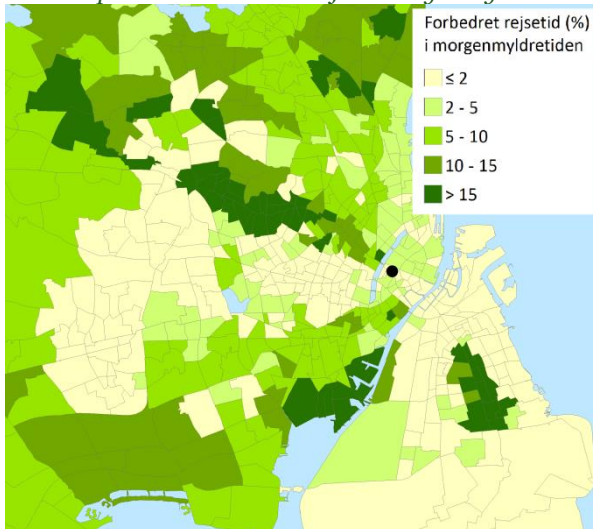 Forbedret rejsetid (%)
i morgenmyldretiden
≤ 2
2 - 5
5 - 10
10 - 15
> 15